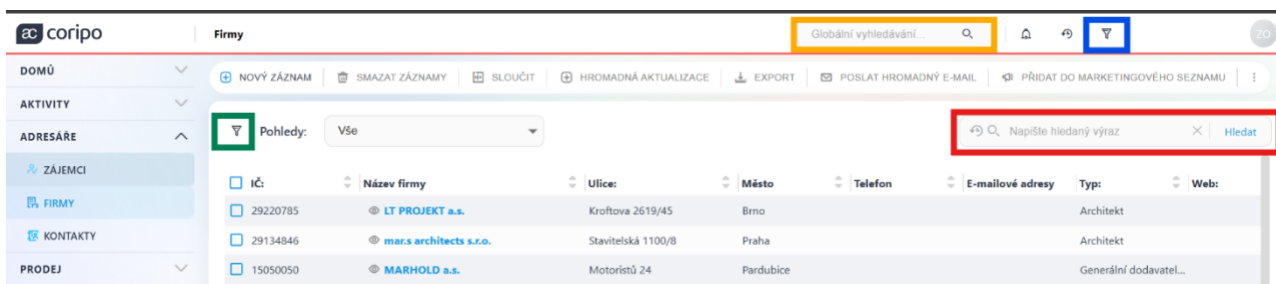 ac coripo Firmy Globální vyhledávání... ZO
DOMŮ NOVÝ ZÁZNAM SMAZAT ZÁZNAMY SLOUČIT HROMADNÁ AKTUALIZACE EXPORT POSLAT HROMADNÝ E-MAIL PŘIDAT DO MARKETINGOVÉHO SEZNAMU
AKTIVITY
ADRESÁŘE Pohledy: Vše Napište hledaný výraz Hledat
ZÁJEMCI IČ: Název firmy Ulice: Město Telefon E-mailové adresy Typ: Web:
FIRMY 29220785 LT PROJEKT a.s. Kroftova 2619/45 Brno Architekt
KONTAKTY 29134846 mar.s architects s.r.o. Stavitelská 1100/8 Praha Architekt
PRODEJ 15050050 MARHOLD a.s. Motoristů 24 Pardubice Generální dodavatel...